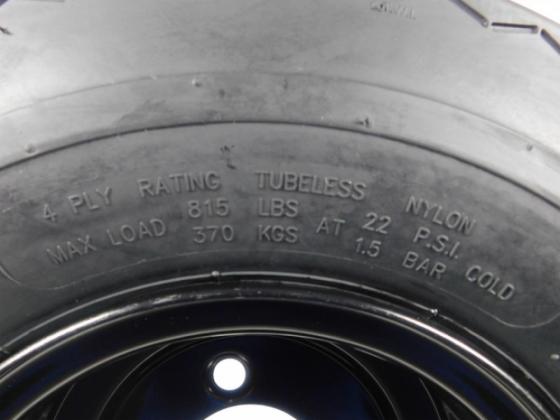 4 PLY RATING TUBELESS NYLON
MAX LOAD 815 LBS AT 22 P.S.I. COLD
370 KGS 1.5 BAR